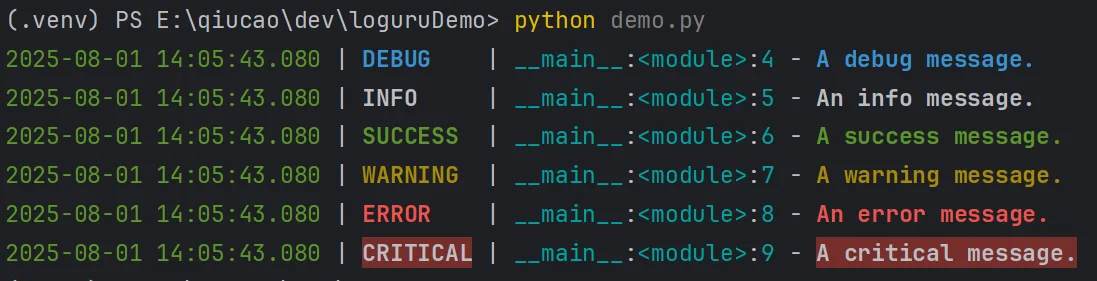 (.venv) PS E:\qiucao\dev\loguruDemo> python demo.py
2025-08-01 14:05:43.080 | DEBUG    | __main__:<module>:4 - A debug message.
2025-08-01 14:05:43.080 | INFO     | __main__:<module>:5 - An info message.
2025-08-01 14:05:43.080 | SUCCESS  | __main__:<module>:6 - A success message.
2025-08-01 14:05:43.080 | WARNING  | __main__:<module>:7 - A warning message.
2025-08-01 14:05:43.080 | ERROR    | __main__:<module>:8 - An error message.
2025-08-01 14:05:43.080 | CRITICAL | __main__:<module>:9 - A critical message.